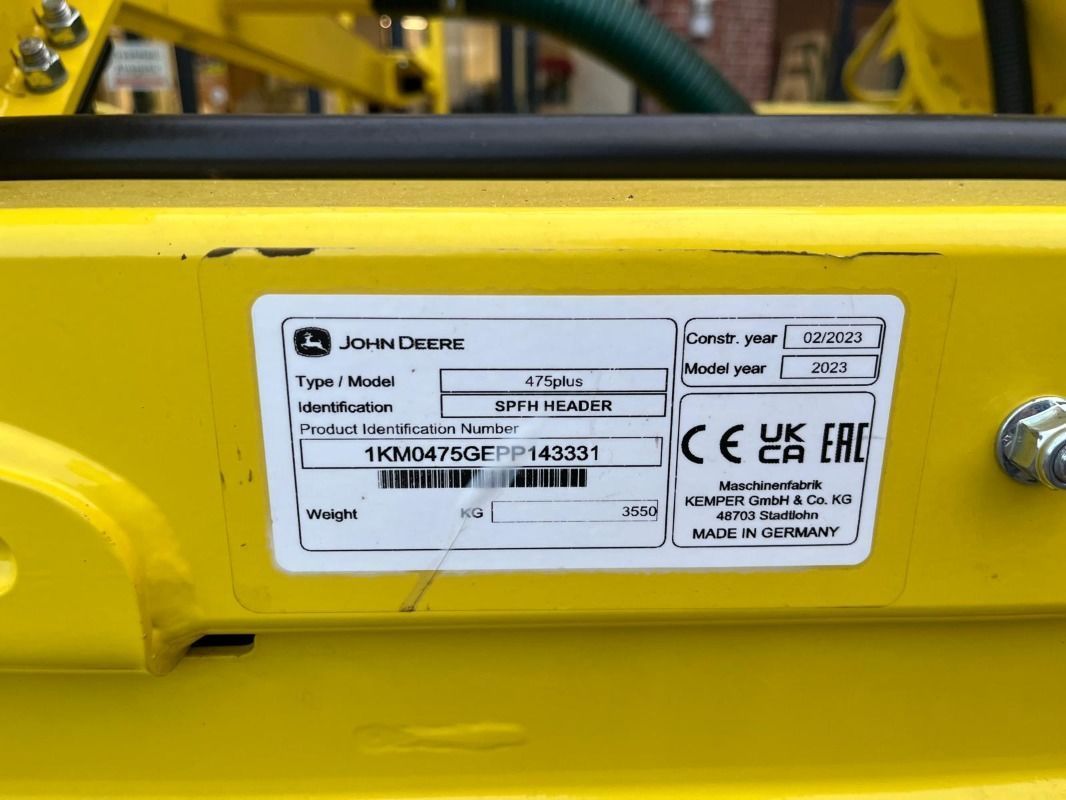 JOHN DEERE
Type / Model 475plus
Identification SPFH HEADER
Product Identification Number
1KM0475GEPP143331
Weight KG 3550
Constr. year 02/2023
Model year 2023
CE UK CA EAC
Maschinenfabrik
KEMPER GmbH & Co. KG
48703 Stadtlohn
MADE IN GERMANY